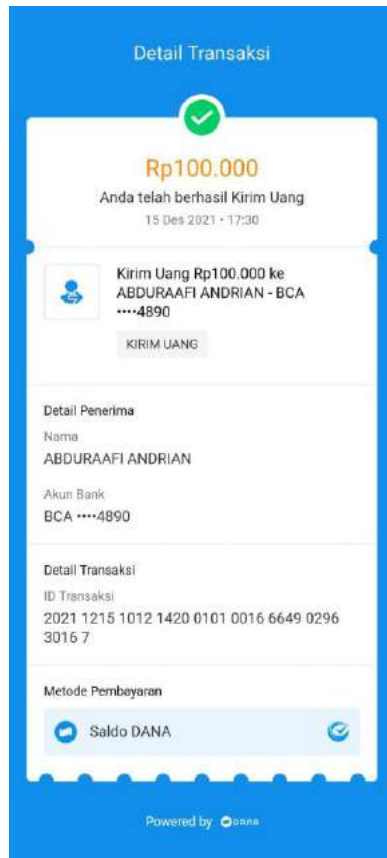 Detail Transaksi
Rp100.000
Anda telah berhasil Kirim Uang
15 Des 2021 • 17:30
Kirim Uang Rp100.000 ke
ABDURAAFI ANDRIAN - BCA
••••4890
KIRIM UANG
Detail Penerima
Nama
ABDURAAFI ANDRIAN
Akun Bank
BCA ••••4890
Detail Transaksi
ID Transaksi
2021 1215 1012 1420 0101 0016 6649 0296
3016 7
Metode Pembayaran
Saldo DANA
Powered by DANA